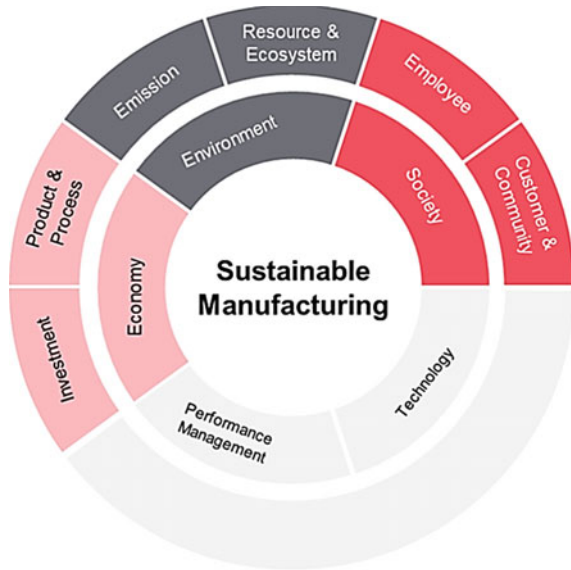 Resource &
Ecosystem
Emission
Employee
Environment
Product &
Process
Society
Customer &
Community
Economy
Sustainable
Manufacturing
Investment
Performance
Management
Technology